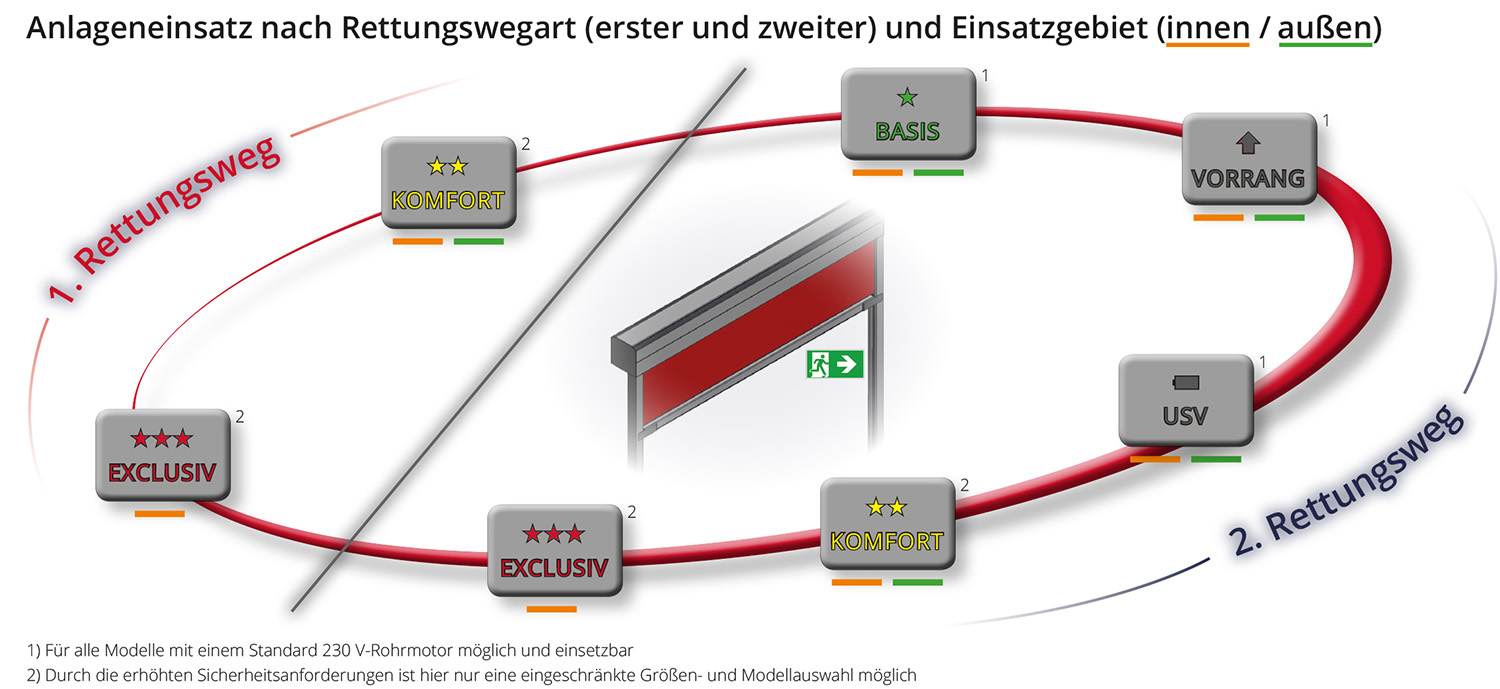 Anlageneinsatz nach Rettungswegart (erster und zweiter) und Einsatzgebiet (innen / außen)
1. Rettungsweg
KOMFORT 2
BASIS 1
VORRANG 1
USV 1
KOMFORT 2
EXCLUSIV 2
EXCLUSIV 2
2. Rettungsweg
1) Für alle Modelle mit einem Standard 230 V-Rohrmotor möglich und einsetzbar
2) Durch die erhöhten Sicherheitsanforderungen ist hier nur eine eingeschränkte Größen- und Modellauswahl möglich